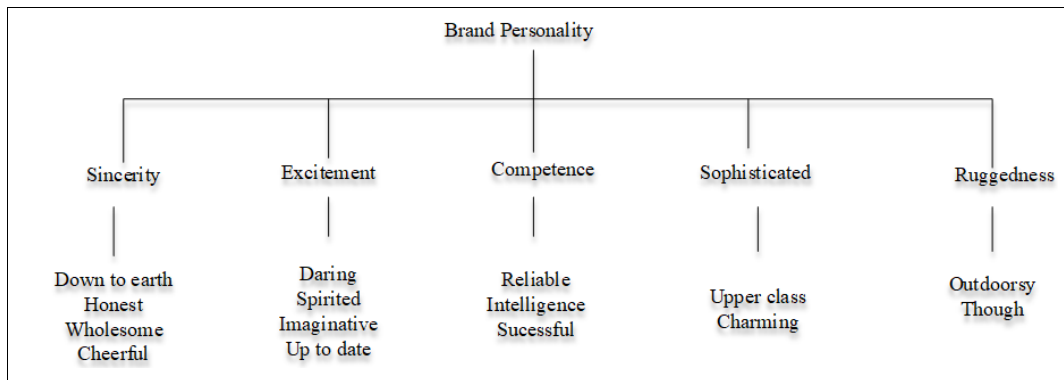 Brand Personality
Sincerity
Excitement
Competence
Sophisticated
Ruggedness
Down to earth
Honest
Wholesome
Cheerful
Daring
Spirited
Imaginative
Up to date
Reliable
Intelligence
Sucessful
Upper class
Charming
Outdoorsy
Though